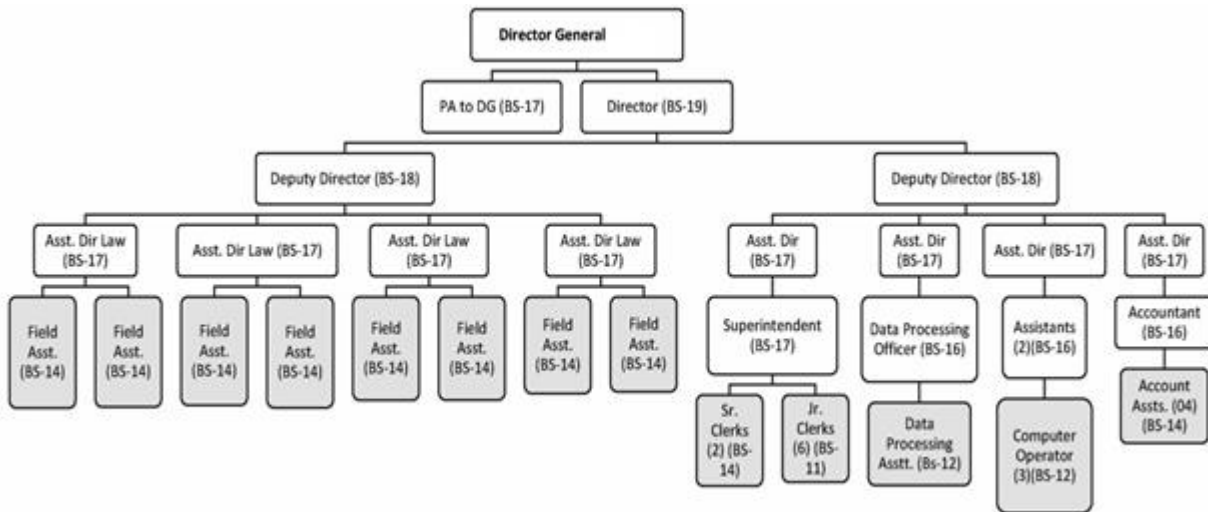 Director General
PA to DG (BS-17)
Director (BS-19)
Deputy Director (BS-18)
Deputy Director (BS-18)
Asst. Dir Law
(BS-17)
Asst. Dir Law (BS-17)
Asst. Dir Law
(BS-17)
Asst. Dir Law
(BS-17)
Asst. Dir
(BS-17)
Asst. Dir
(BS-17)
Asst. Dir (BS-17)
Asst. Dir
(BS-17)
Field
Asst.
(BS-14)
Field
Asst.
(BS-14)
Field
Asst.
(BS-14)
Field
Asst.
(BS-14)
Field
Asst.
(BS-14)
Field
Asst.
(BS-14)
Field
Asst.
(BS-14)
Field
Asst.
(BS-14)
Superintendent
(BS-17)
Data Processing
Officer (BS-16)
Assistants
(2)(BS-16)
Accountant
(BS-16)
Sr.
Clerks
(2) (BS-
14)
Jr.
Clerks
(6) (BS-
11)
Data
Processing
Asstt. (Bs-12)
Computer
Operator
(3)(BS-12)
Account
Assts. (04)
(BS-14)